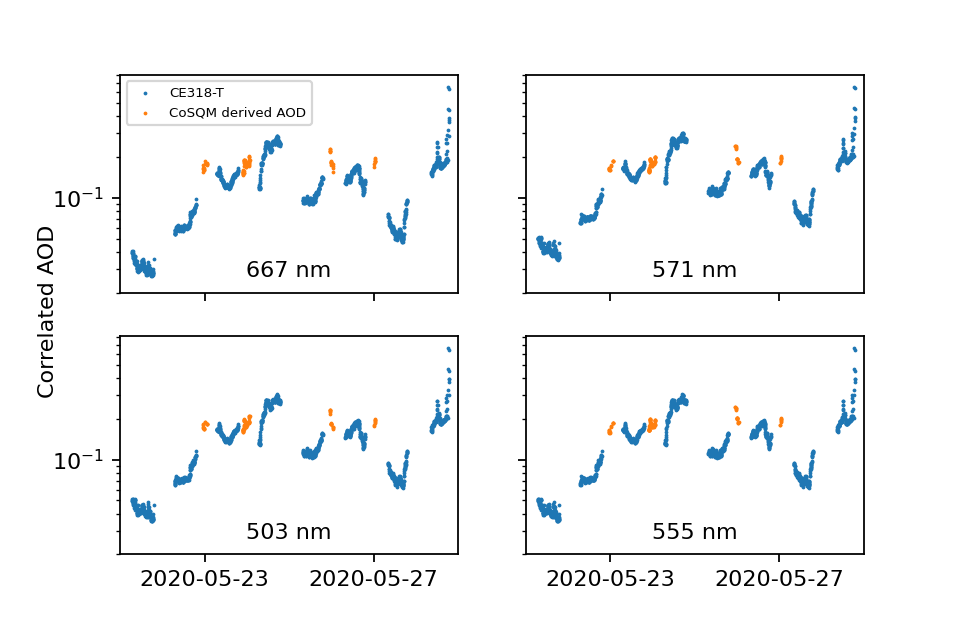 CE318-T
CoSQM derived AOD
10⁻¹
667 nm
571 nm
Correlated AOD
10⁻¹
503 nm
555 nm
2020-05-23 2020-05-27 2020-05-23 2020-05-27